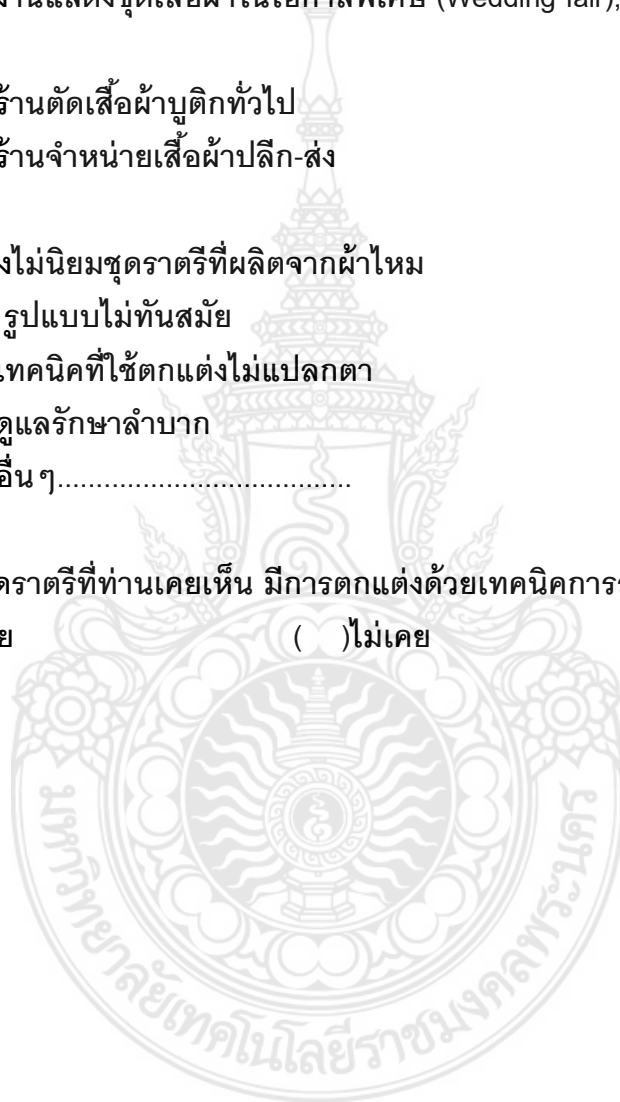 งานแสดงชุดเสื้อผ้าในโอกาสพิเศษ (Wedding fair),
ร้านตัดเสื้อผ้าบูติกทั่วไป
ร้านจำหน่ายเสื้อผ้าปลีก-ส่ง
งไม่นิยมชุดราตรีที่ผลิตจากผ้าไหม
รูปแบบไม่ทันสมัย
เทคนิคที่ใช้ตกแต่งไม่แปลกตา
ดูแลรักษาลำบาก
อื่น ๆ......................................
ดราตรีที่ท่านเคยเห็น มีการตกแต่งด้วยเทคนิคการ
ย ( )ไม่เคย
มหาวิทยาลัยเทคโนโลยีราชมงคลพระนคร